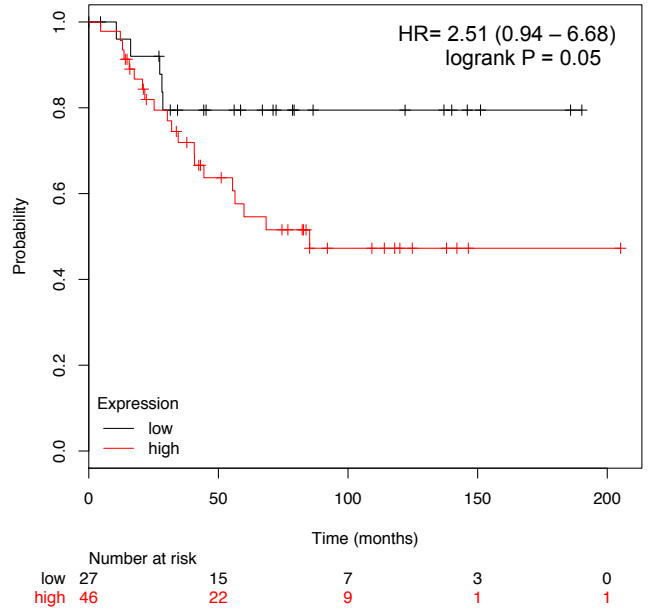 HR= 2.51 (0.94 – 6.68)
logrank P = 0.05
Probability
1.0
0.8
0.6
0.4
0.2
0.0
Expression
low
high
0 50 100 150 200
Time (months)
Number at risk
low 27 15 7 3 0
high 46 22 9 1 1